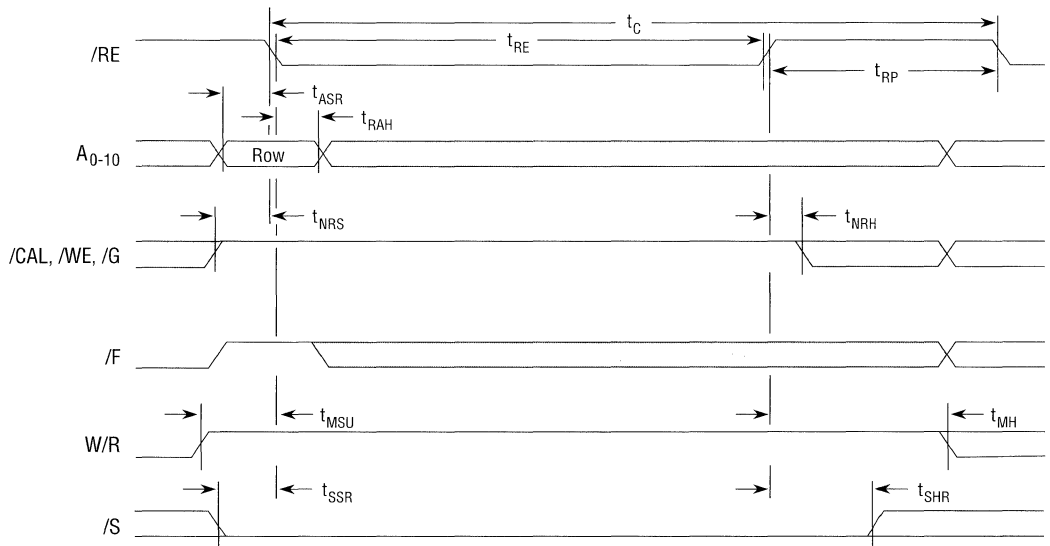 t_C
/RE
t_RE
t_RP
t_ASR
t_RAH
A_0-10
Row
t_NRS
t_NRH
/CAL, /WE, /G
/F
t_MSU
t_MH
W/R
t_SSR
t_SHR
/S